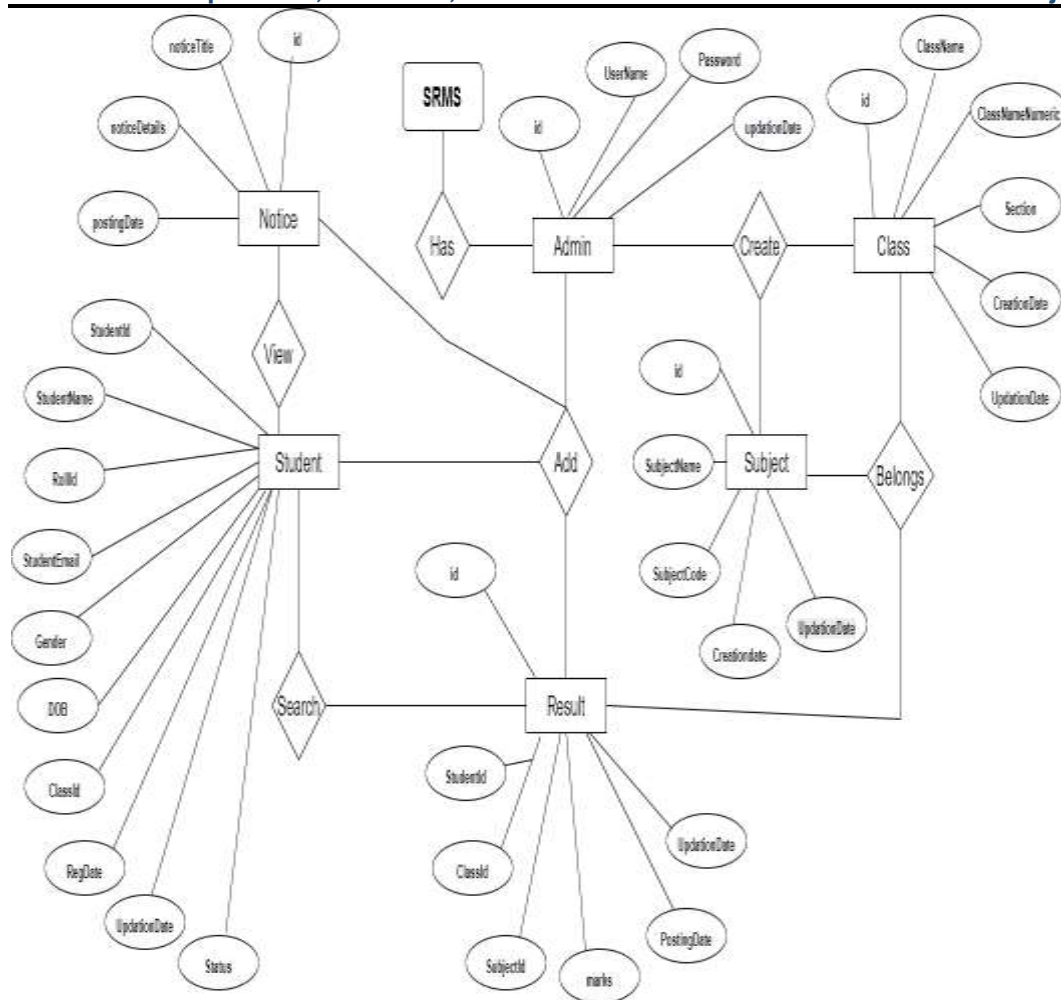 noticeTitle
id
noticeDetails
postingDate
Notice
SRMS
UserName
Password
id
updationDate
Has
Admin
Create
ClassName
id
ClassNameNumeric
Section
Class
CreationDate
UpdationDate
View
StudentId
StudentName
RollId
StudentEmail
Gender
DOB
ClassId
RegDate
UpdationDate
Status
Student
Add
id
SubjectName
Subject
SubjectCode
Creationdate
UpdationDate
Belongs
Search
id
Result
StudentId
ClassId
SubjectId
marks
PostingDate
UpdationDate